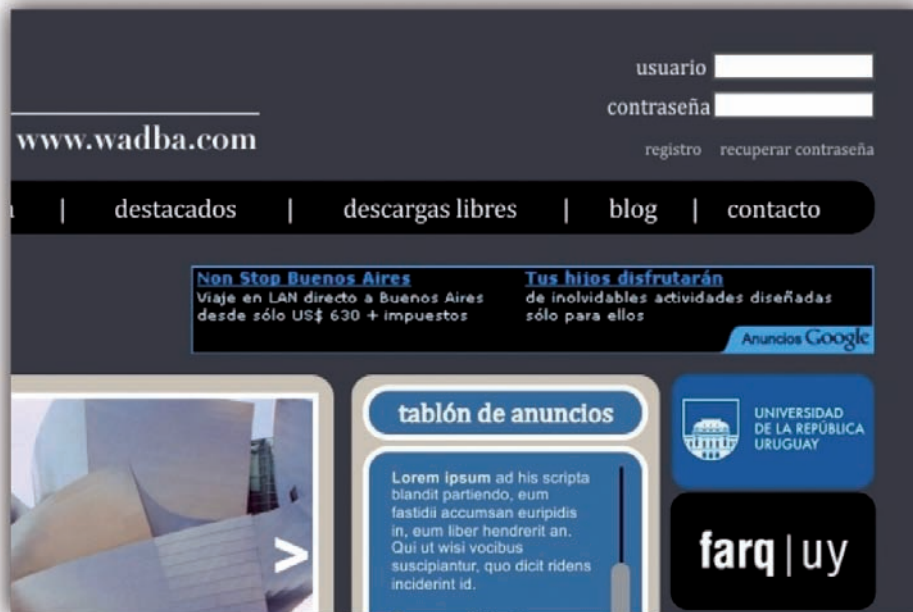 usuario
contraseña
www.wadba.com
registro recuperar contraseña
| destacados | descargas libres | blog | contacto
Non Stop Buenos Aires
Viaje en LAN directo a Buenos Aires
desde sólo US$ 630 + impuestos
Tus hijos disfrutarán
de inolvidables actividades diseñadas
sólo para ellos
Anuncios Google
tablón de anuncios
Lorem ipsum ad his scripta
blandit partiendo, eum
fastidii accumsan euripidis
in, eum liber hendrerit an.
Qui ut wisi vocibus
suscipiantur, quo dicit ridens
inciderint id.
>
UNIVERSIDAD
DE LA REPÚBLICA
URUGUAY
farq|uy